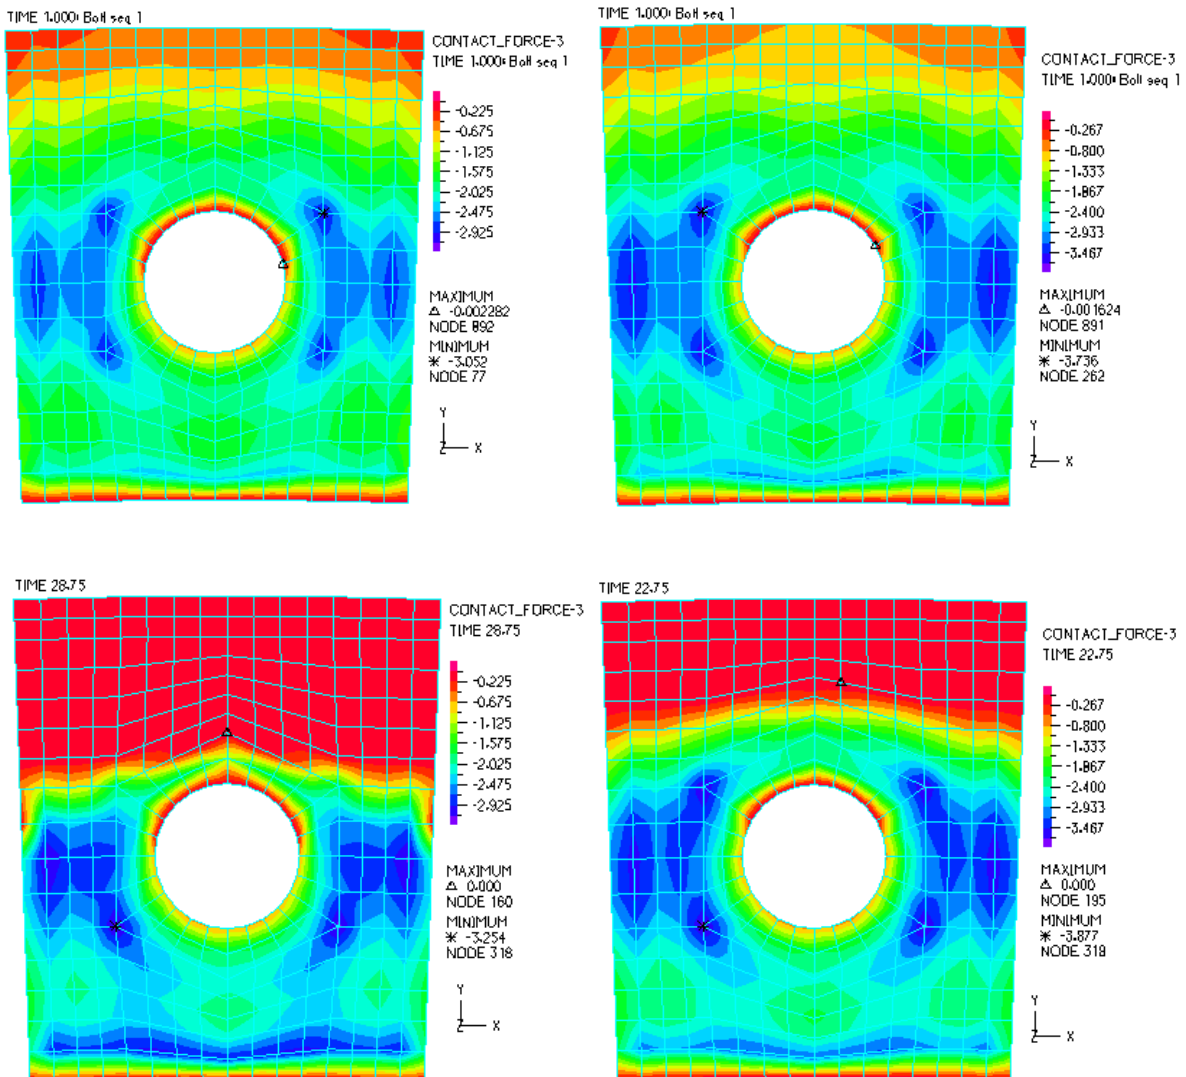 TIME 1.000: Bolt seq 1
CONTACT_FORCE-3
TIME 1.000: Bolt seq 1
-0.225
-0.675
-1.125
-1.575
-2.025
-2.475
-2.925
MAXIMUM
△ -0.002282
NODE 892
MINIMUM
✳ -3.052
NODE 77
Y
Z X
TIME 1.000: Bolt seq 1
CONTACT_FORCE-3
TIME 1.000: Bolt seq 1
-0.267
-0.800
-1.333
-1.867
-2.400
-2.933
-3.467
MAXIMUM
△ -0.001624
NODE 891
MINIMUM
✳ -3.736
NODE 262
Y
Z X
TIME 28.75
CONTACT_FORCE-3
TIME 28.75
-0.225
-0.675
-1.125
-1.575
-2.025
-2.475
-2.925
MAXIMUM
△ 0.000
NODE 160
MINIMUM
✳ -3.254
NODE 318
Y
Z X
TIME 22.75
CONTACT_FORCE-3
TIME 22.75
-0.267
-0.800
-1.333
-1.867
-2.400
-2.933
-3.467
MAXIMUM
△ 0.000
NODE 195
MINIMUM
✳ -3.877
NODE 318
Y
Z X